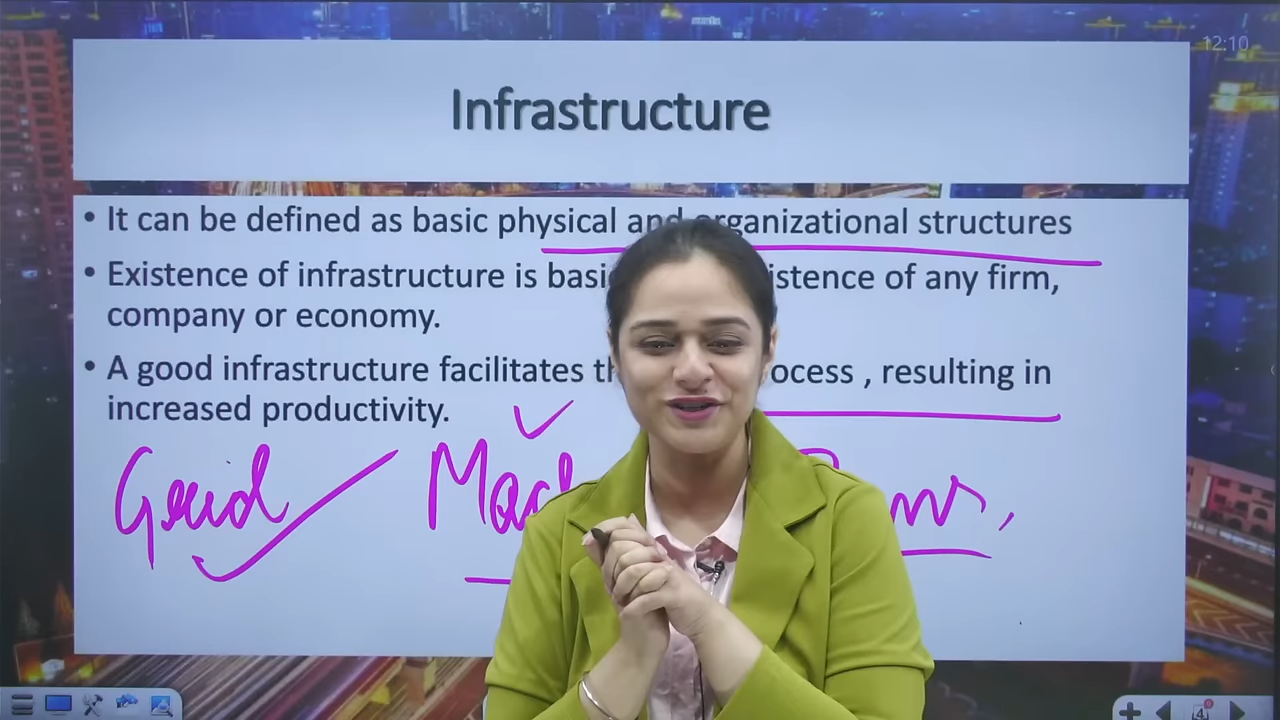 12:10
Infrastructure
• It can be defined as basic physical and organizational structures
• Existence of infrastructure is basi istence of any firm,
company or economy.
• A good infrastructure facilitates th ocess , resulting in
increased productivity.
4